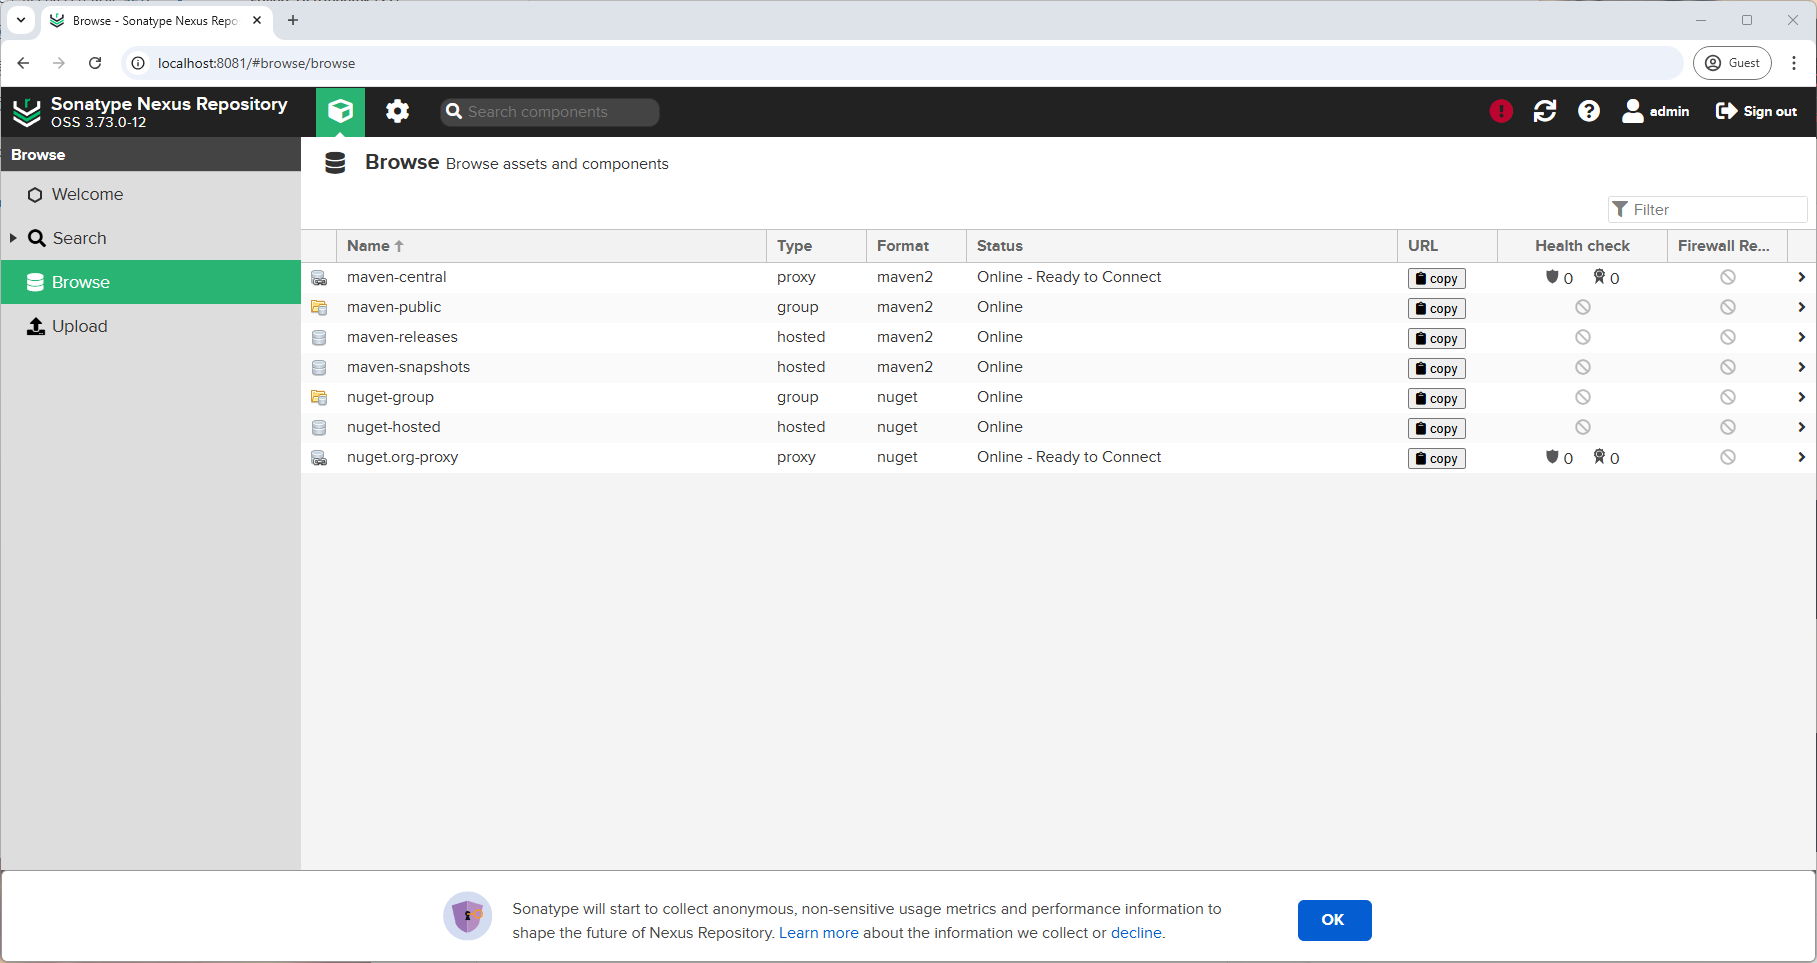 Browse - Sonatype Nexus Repo
localhost:8081/#browse/browse
Guest
Sonatype Nexus Repository
OSS 3.73.0-12
Search components
admin
Sign out
Browse
Welcome
Search
Browse
Upload
Browse Browse assets and components
Filter
Name Type Format Status URL Health check Firewall Re...
maven-central proxy maven2 Online - Ready to Connect copy 0 0
maven-public group maven2 Online copy
maven-releases hosted maven2 Online copy
maven-snapshots hosted maven2 Online copy
nuget-group group nuget Online copy
nuget-hosted hosted nuget Online copy
nuget.org-proxy proxy nuget Online - Ready to Connect copy 0 0
Sonatype will start to collect anonymous, non-sensitive usage metrics and performance information to
shape the future of Nexus Repository. Learn more about the information we collect or decline.
OK